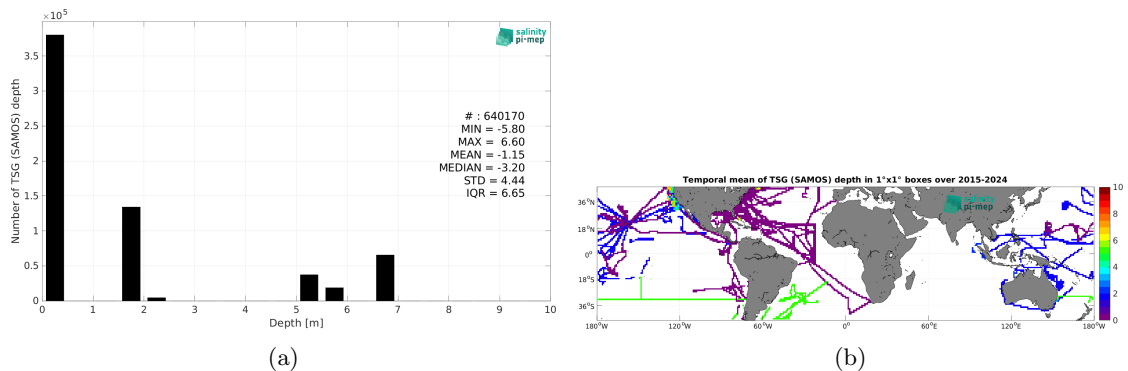 ×10⁵
salinity
pi-mep
3.5
3
2.5
2
1.5
1
0.5
0
Number of TSG (SAMOS) depth
# : 640170
MIN = -5.80
MAX = 6.60
MEAN = -1.15
MEDIAN = -3.20
STD = 4.44
IQR = 6.65
0 1 2 3 4 5 6 7 8 9 10
Depth [m]
(a)
Temporal mean of TSG (SAMOS) depth in 1°x1° boxes over 2015-2024
salinity
pi-mep
36°N
18°N
0°
18°S
36°S
180°W 120°W 60°W 0° 60°E 120°E 180°W
10
8
6
4
2
0
(b)